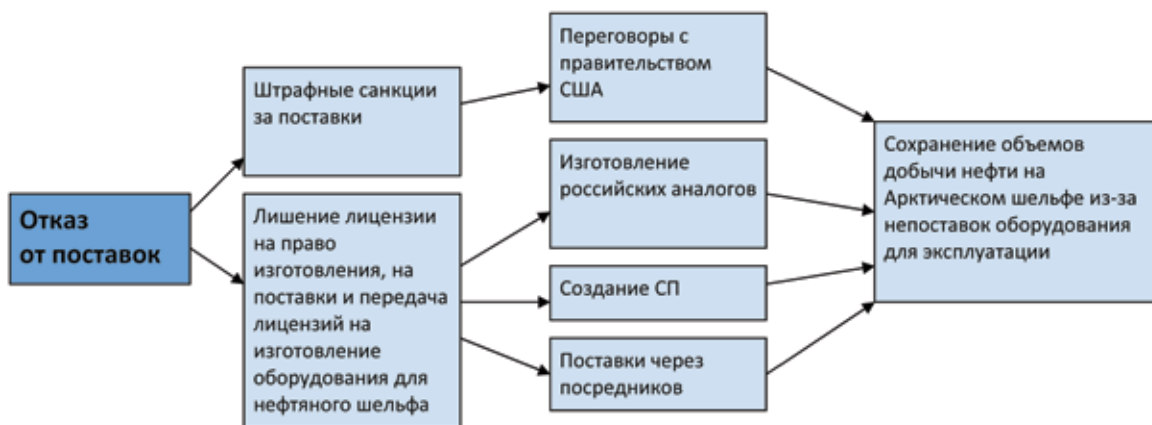 Отказ
от поставок
Штрафные санкции
за поставки
Лишение лицензии
на право
изготовления, на
поставки и передача
лицензий на
изготовление
оборудования для
нефтяного шельфа
Переговоры с
правительством
США
Изготовление
российских аналогов
Создание СП
Поставки через
посредников
Сохранение объемов
добычи нефти на
Арктическом шельфе из-за
непоставок оборудования
для эксплуатации